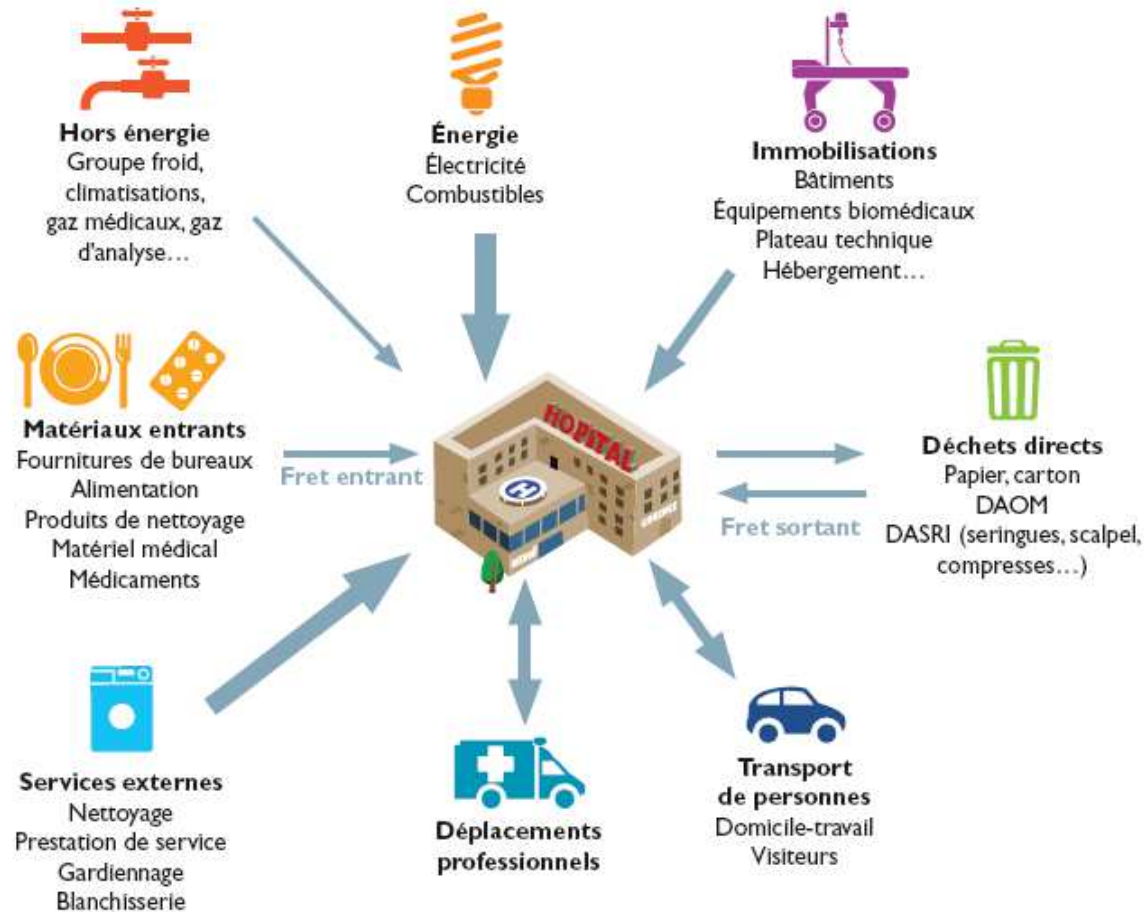 Hors énergie
Groupe froid,
climatisations,
gaz médicaux, gaz
d'analyse…
Énergie
Électricité
Combustibles
Immobilisations
Bâtiments
Équipements biomédicaux
Plateau technique
Hébergement…
Matériaux entrants
Fournitures de bureaux
Alimentation
Produits de nettoyage
Matériel médical
Médicaments
Fret entrant
HOPITAL
H
Fret sortant
Déchets directs
Papier, carton
DAOM
DASRI (seringues, scalpel,
compresses…)
Services externes
Nettoyage
Prestation de service
Gardiennage
Blanchisserie
Déplacements
professionnels
Transport
de personnes
Domicile-travail
Visiteurs